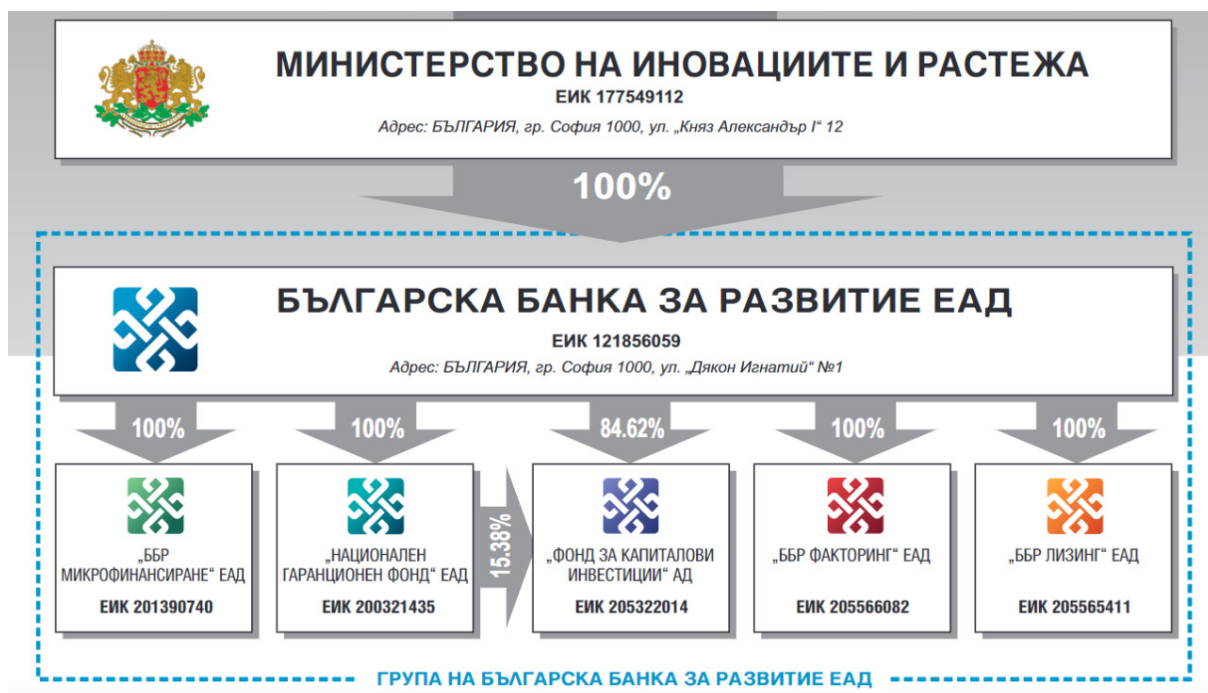 МИНИСТЕРСТВО НА ИНОВАЦИИТЕ И РАСТЕЖА
ЕИК 177549112
Адрес: БЪЛГАРИЯ, гр. София 1000, ул. „Княз Александър I“ 12
100%
БЪЛГАРСКА БАНКА ЗА РАЗВИТИЕ ЕАД
ЕИК 121856059
Адрес: БЪЛГАРИЯ, гр. София 1000, ул. „Дякон Игнатий“ №1
100%
100%
84.62%
100%
100%
„ББР
МИКРОФИНАНСИРАНЕ“ ЕАД
ЕИК 201390740
„НАЦИОНАЛЕН
ГАРАНЦИОНЕН ФОНД“ ЕАД
ЕИК 200321435
15.38%
„ФОНД ЗА КАПИТАЛОВИ
ИНВЕСТИЦИИ“ АД
ЕИК 205322014
„ББР ФАКТОРИНГ“ ЕАД
ЕИК 205566082
„ББР ЛИЗИНГ“ ЕАД
ЕИК 205565411
ГРУПА НА БЪЛГАРСКА БАНКА ЗА РАЗВИТИЕ ЕАД